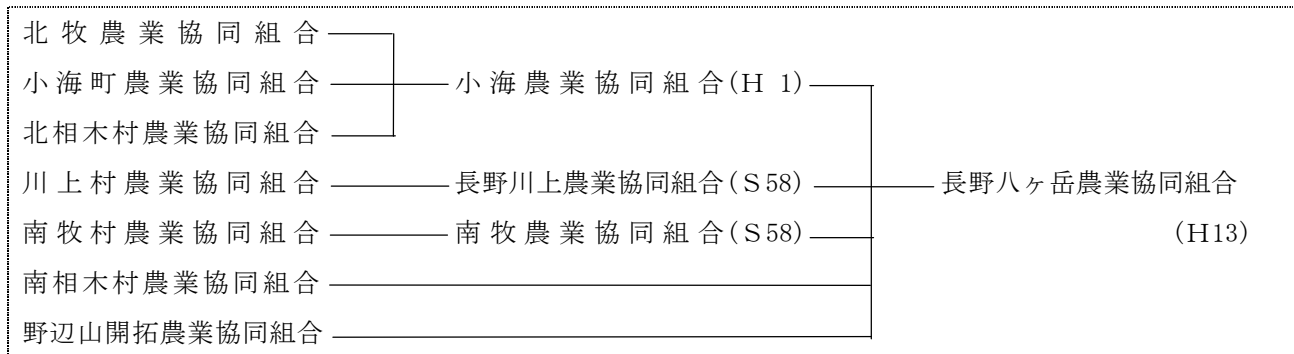 北牧農業協同組合
小海町農業協同組合 小海農業協同組合(H 1)
北相木村農業協同組合
川上村農業協同組合 長野川上農業協同組合(S58) 長野八ヶ岳農業協同組合
南牧村農業協同組合 南牧農業協同組合(S58) (H13)
南相木村農業協同組合
野辺山開拓農業協同組合